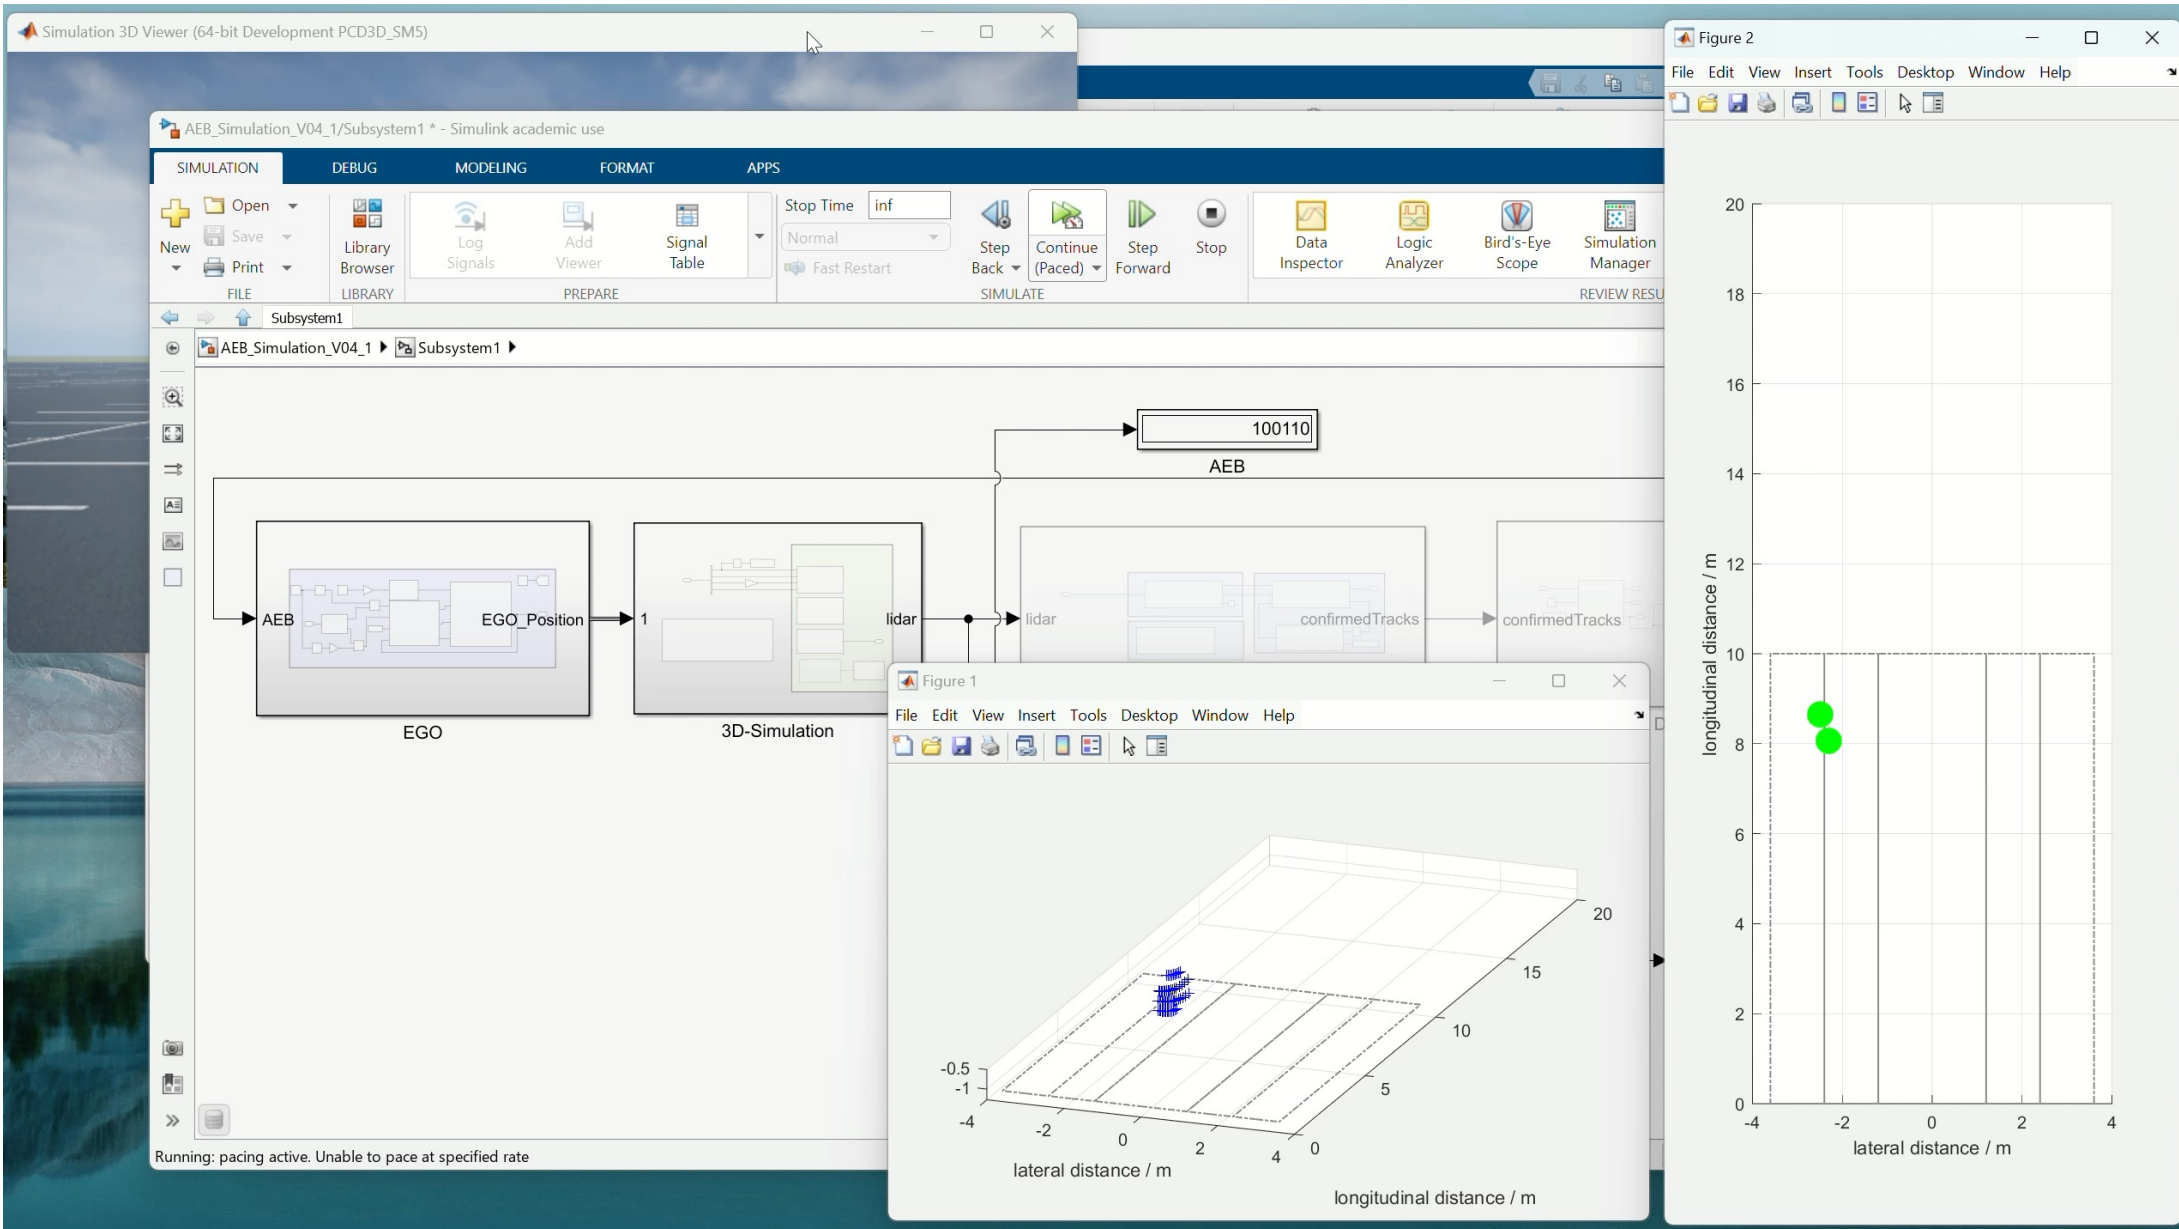 Simulation 3D Viewer (64-bit Development PCD3D_SM5)
AEB_Simulation_V04_1/Subsystem1 * - Simulink academic use
SIMULATION DEBUG MODELING FORMAT APPS
New
Open
Save
Print
FILE
Library Browser
LIBRARY
Log Signals
Add Viewer
Signal Table
PREPARE
Stop Time inf
Normal
Fast Restart
Step Back
Continue (Paced)
Step Forward
Stop
SIMULATE
Data Inspector
Logic Analyzer
Bird's-Eye Scope
Simulation Manager
REVIEW RESU
Subsystem1
AEB_Simulation_V04_1 Subsystem1
100110
AEB
AEB EGO_Position
EGO
1 lidar
3D-Simulation
lidar confirmedTracks
confirmedTracks
D
Running: pacing active. Unable to pace at specified rate
Figure 1
File Edit View Insert Tools Desktop Window Help
20
15
10
5
0
-0.5
-1
-4
-2
0
2
4
lateral distance / m
longitudinal distance / m
Figure 2
File Edit View Insert Tools Desktop Window Help
20
18
16
14
12
10
8
6
4
2
0
longitudinal distance / m
-4 -2 0 2 4
lateral distance / m